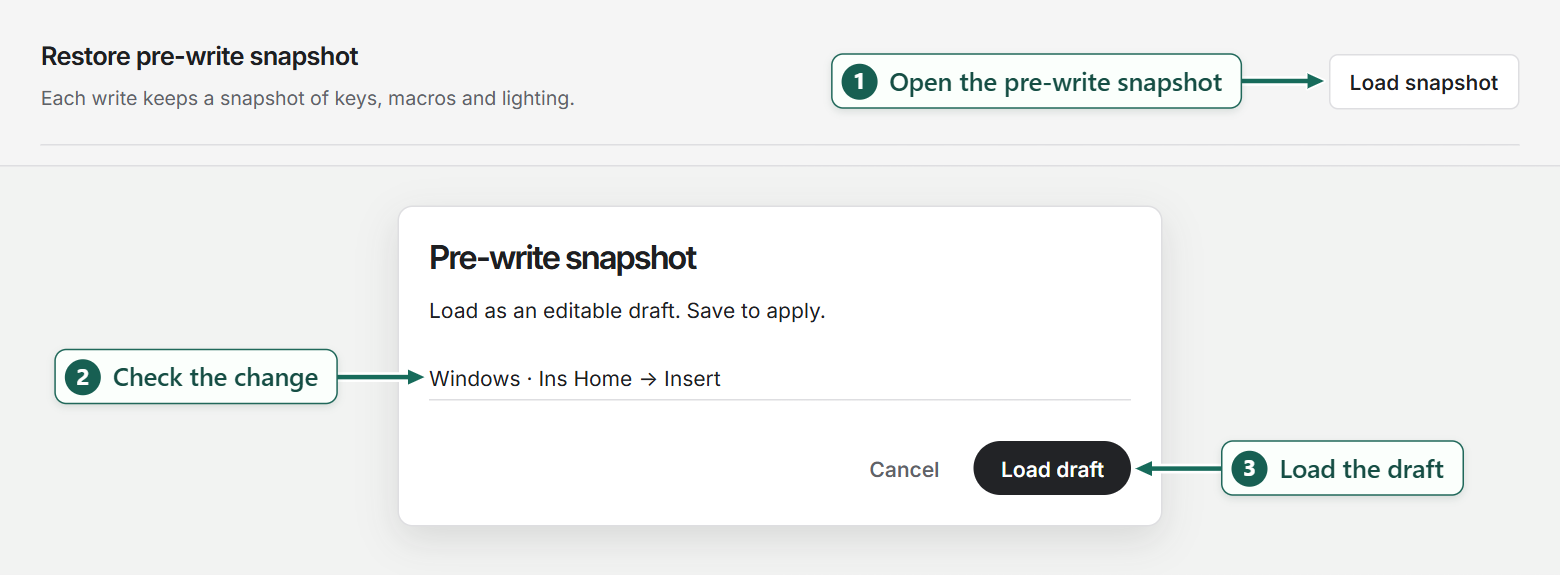 Restore pre-write snapshot
Each write keeps a snapshot of keys, macros and lighting.
1 Open the pre-write snapshot
Load snapshot
Pre-write snapshot
Load as an editable draft. Save to apply.
2 Check the change
Windows · Ins Home → Insert
Cancel
Load draft
3 Load the draft